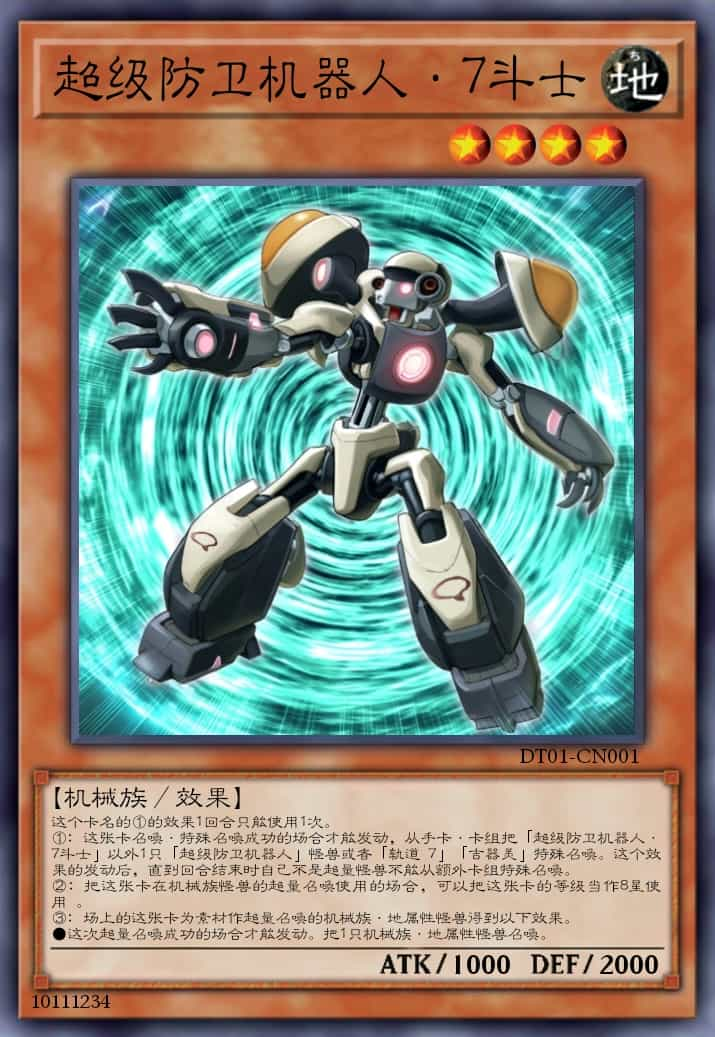 超级防卫机器人·7斗士
地
DT01-CN001
【机械族／效果】
这个卡名的①的效果1回合只能使用1次。
①：这张卡召唤·特殊召唤成功的场合才能发动，从手卡·卡组把「超级防卫机器人·
7斗士」以外1只「超级防卫机器人」怪兽或者「轨道 7」「古器灵」特殊召唤。这个效
果的发动后，直到回合结束时自己不是超量怪兽不能从额外卡组特殊召唤。
②：把这张卡在机械族怪兽的超量召唤使用的场合，可以把这张卡的等级当作8星使
用 。
③：场上的这张卡为素材作超量召唤的机械族·地属性怪兽得到以下效果。
●这次超量召唤成功的场合才能发动。把1只机械族·地属性怪兽召唤。
ATK/1000 DEF/2000
10111234